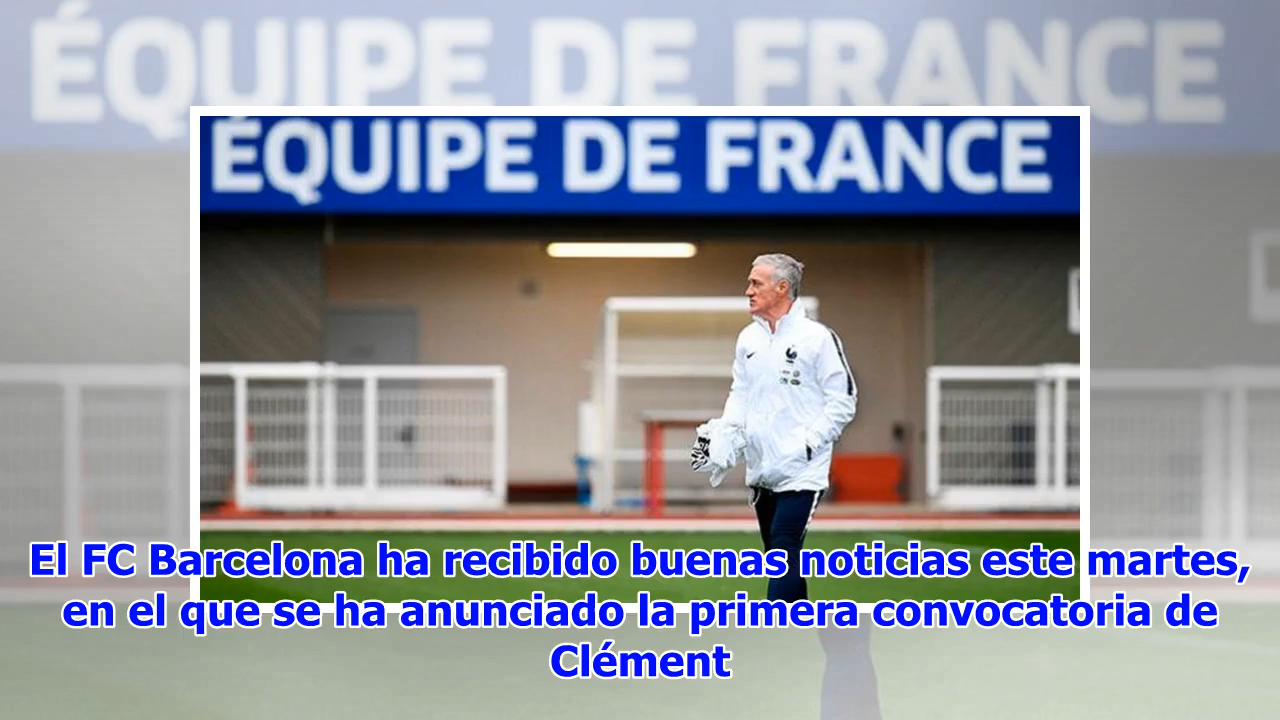 ÉQUIPE DE FRANCE
ÉQUIPE DE FRANCE
El FC Barcelona ha recibido buenas noticias este martes,
en el que se ha anunciado la primera convocatoria de
Clément